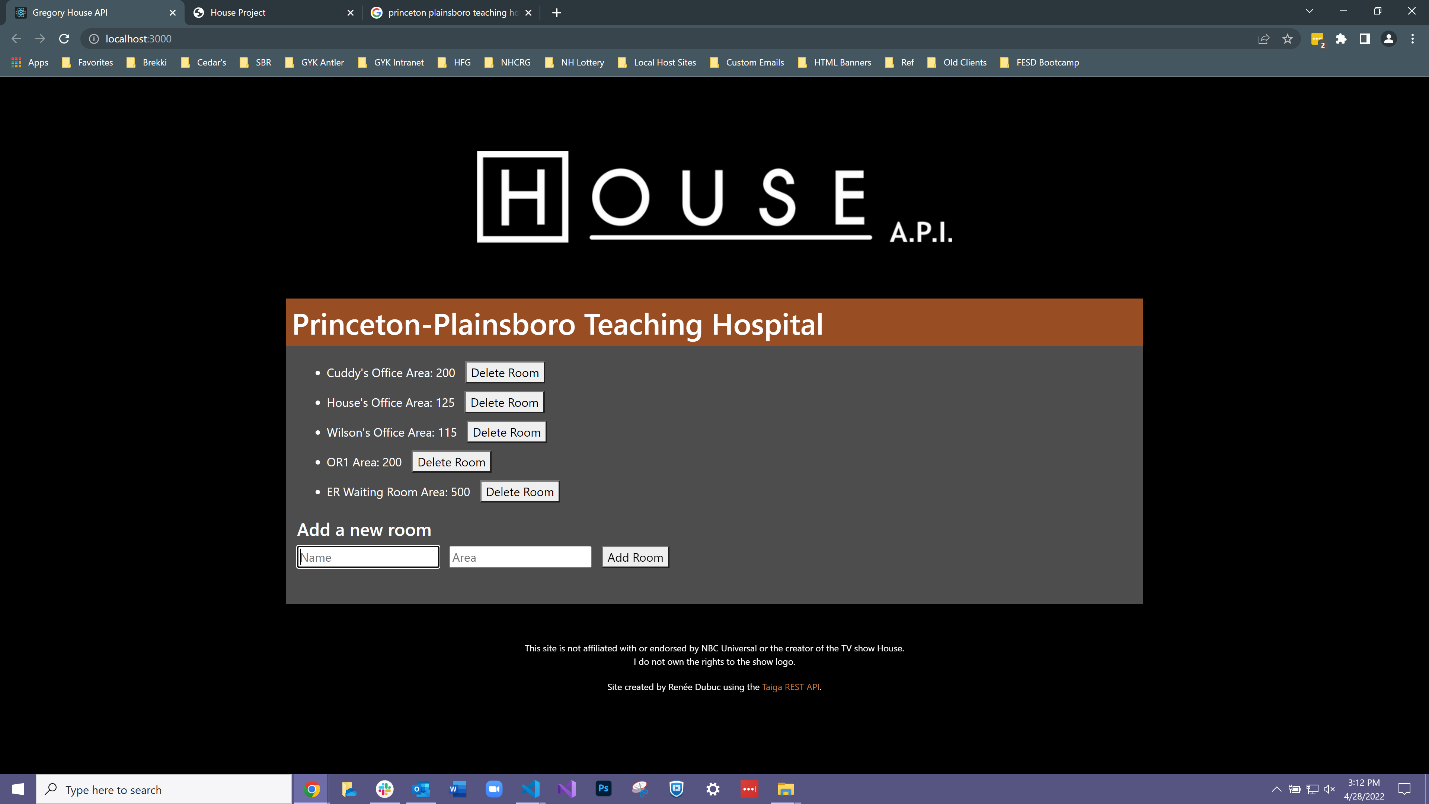 Gregory House API
House Project
princeton plainsboro teaching ho
localhost:3000
2
Apps Favorites Brekki Cedar's SBR GYK Antler GYK Intranet HFG NHCRG NH Lottery Local Host Sites Custom Emails HTML Banners Ref Old Clients FESD Bootcamp
HOUSE A.P.I.
Princeton-Plainsboro Teaching Hospital
Cuddy's Office Area: 200 Delete Room
House's Office Area: 125 Delete Room
Wilson's Office Area: 115 Delete Room
OR1 Area: 200 Delete Room
ER Waiting Room Area: 500 Delete Room
Add a new room
Name Area Add Room
This site is not affiliated with or endorsed by NBC Universal or the creator of the TV show House.
I do not own the rights to the show logo.
Site created by Renée Dubuc using the Taiga REST API.
Type here to search
Ps
3:12 PM
4/28/2022